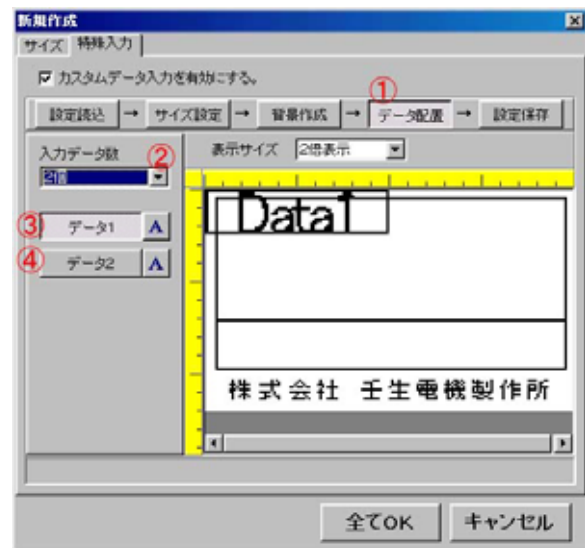 新規作成
サイズ 特殊入力
カスタムデータ入力を有効にする。
①
設定読込 → サイズ設定 → 背景作成 → データ配置 → 設定保存
入力データ数 ② 表示サイズ 2倍表示
2個
③ データ1 A
④ データ2 A
Data1
株式会社 壬生電機製作所
全てOK キャンセル